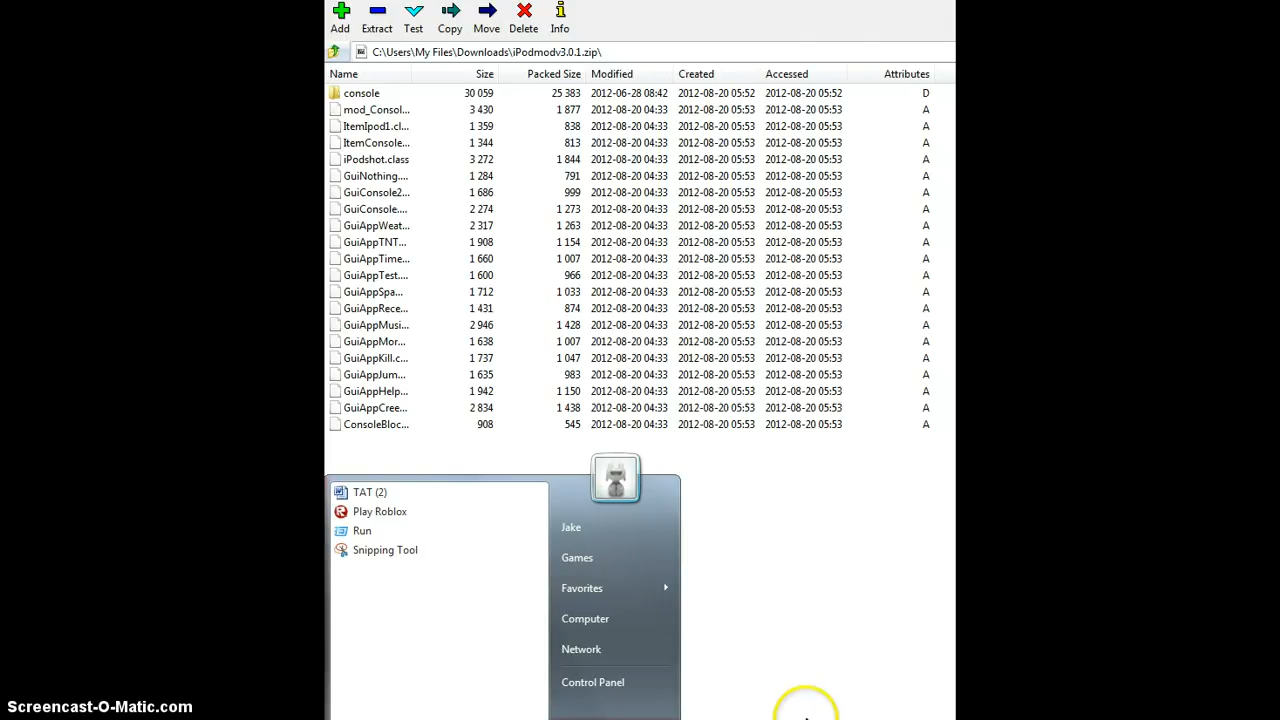 Add Extract Test Copy Move Delete Info
C:\Users\My Files\Downloads\iPodmodv3.0.1.zip\
Name Size Packed Size Modified Created Accessed Attributes
console 30 059 25 383 2012-06-28 08:42 2012-08-20 05:52 2012-08-20 05:52 D
mod_Consol... 3 430 1 877 2012-08-20 04:33 2012-08-20 05:53 2012-08-20 05:53 A
ItemIpod1.cl... 1 359 838 2012-08-20 04:33 2012-08-20 05:53 2012-08-20 05:53 A
ItemConsole... 1 344 813 2012-08-20 04:33 2012-08-20 05:53 2012-08-20 05:53 A
iPodshot.class 3 272 1 844 2012-08-20 04:33 2012-08-20 05:53 2012-08-20 05:53 A
GuiNothing.... 1 284 791 2012-08-20 04:33 2012-08-20 05:53 2012-08-20 05:53 A
GuiConsole2... 1 686 999 2012-08-20 04:33 2012-08-20 05:53 2012-08-20 05:53 A
GuiConsole.... 2 274 1 273 2012-08-20 04:33 2012-08-20 05:53 2012-08-20 05:53 A
GuiAppWeat... 2 317 1 263 2012-08-20 04:33 2012-08-20 05:53 2012-08-20 05:53 A
GuiAppTNT... 1 908 1 154 2012-08-20 04:33 2012-08-20 05:53 2012-08-20 05:53 A
GuiAppTime... 1 660 1 007 2012-08-20 04:33 2012-08-20 05:53 2012-08-20 05:53 A
GuiAppTest.... 1 600 966 2012-08-20 04:33 2012-08-20 05:53 2012-08-20 05:53 A
GuiAppSpa... 1 712 1 033 2012-08-20 04:33 2012-08-20 05:53 2012-08-20 05:53 A
GuiAppRece... 1 431 874 2012-08-20 04:33 2012-08-20 05:53 2012-08-20 05:53 A
GuiAppMusi... 2 946 1 428 2012-08-20 04:33 2012-08-20 05:53 2012-08-20 05:53 A
GuiAppMor... 1 638 1 007 2012-08-20 04:33 2012-08-20 05:53 2012-08-20 05:53 A
GuiAppKill.c... 1 737 1 047 2012-08-20 04:33 2012-08-20 05:53 2012-08-20 05:53 A
GuiAppJum... 1 635 983 2012-08-20 04:33 2012-08-20 05:53 2012-08-20 05:53 A
GuiAppHelp... 1 942 1 150 2012-08-20 04:33 2012-08-20 05:53 2012-08-20 05:53 A
GuiAppCree... 2 834 1 438 2012-08-20 04:33 2012-08-20 05:53 2012-08-20 05:53 A
ConsoleBloc... 908 545 2012-08-20 04:33 2012-08-20 05:53 2012-08-20 05:53 A
TAT (2)
Play Roblox
Run
Snipping Tool
Jake
Games
Favorites
Computer
Network
Control Panel
Screencast-O-Matic.com